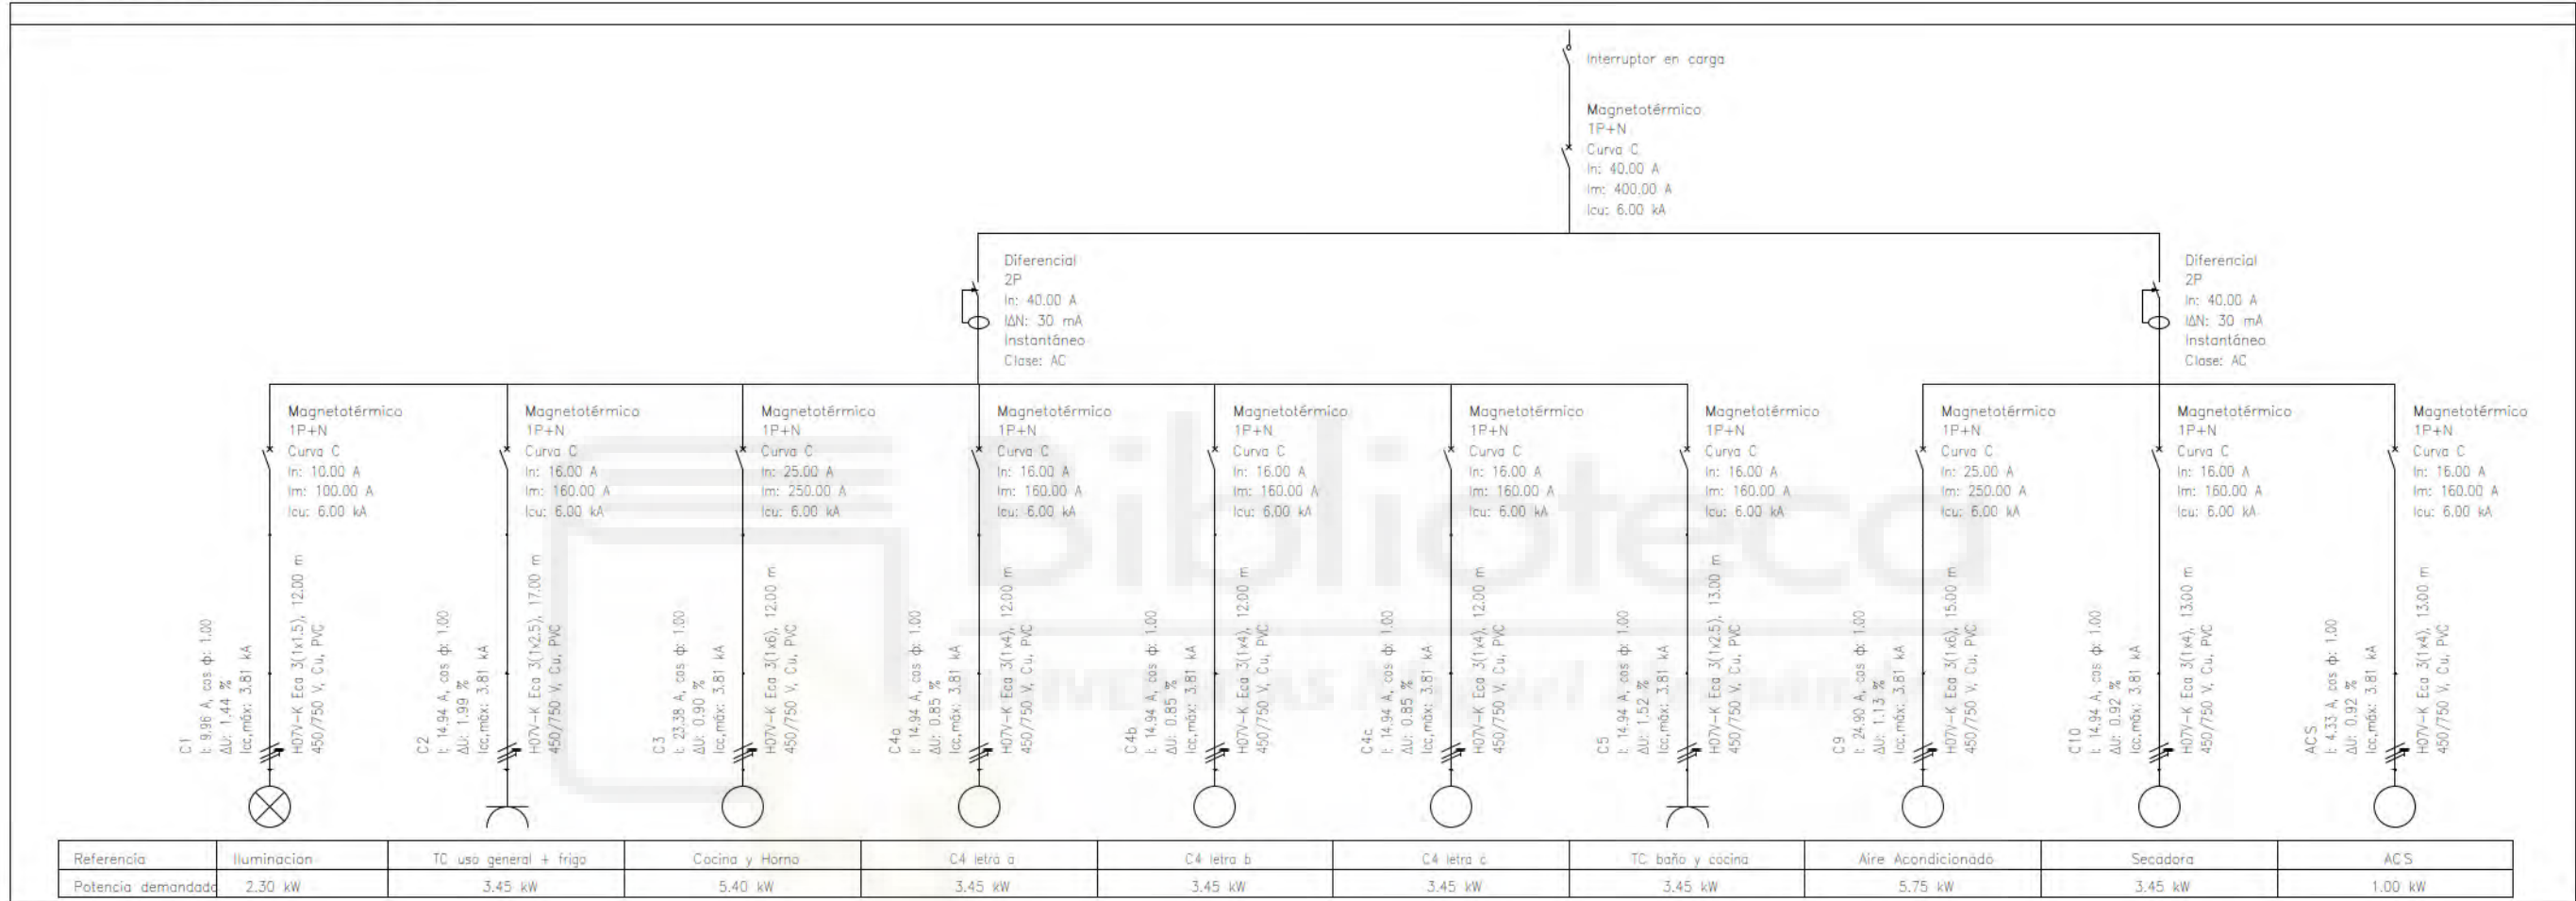 Interruptor en carga
Magnetotérmico
1P+N
Curva C
In: 40.00 A
Im: 400.00 A
Icu: 6.00 kA
Diferencial
2P
In: 40.00 A
IΔN: 30 mA
Instantáneo
Clase: AC
Diferencial
2P
In: 40.00 A
IΔN: 30 mA
Instantáneo
Clase: AC
Magnetotérmico
1P+N
Curva C
In: 10.00 A
Im: 100.00 A
Icu: 6.00 kA
Magnetotérmico
1P+N
Curva C
In: 16.00 A
Im: 160.00 A
Icu: 6.00 kA
Magnetotérmico
1P+N
Curva C
In: 25.00 A
Im: 250.00 A
Icu: 6.00 kA
Magnetotérmico
1P+N
Curva C
In: 16.00 A
Im: 160.00 A
Icu: 6.00 kA
Magnetotérmico
1P+N
Curva C
In: 16.00 A
Im: 160.00 A
Icu: 6.00 kA
Magnetotérmico
1P+N
Curva C
In: 16.00 A
Im: 160.00 A
Icu: 6.00 kA
Magnetotérmico
1P+N
Curva C
In: 16.00 A
Im: 160.00 A
Icu: 6.00 kA
Magnetotérmico
1P+N
Curva C
In: 25.00 A
Im: 250.00 A
Icu: 6.00 kA
Magnetotérmico
1P+N
Curva C
In: 16.00 A
Im: 160.00 A
Icu: 6.00 kA
Magnetotérmico
1P+N
Curva C
In: 16.00 A
Im: 160.00 A
Icu: 6.00 kA
C1
I: 9.96 A, cos φ: 1.00
ΔU: 1.44 %
Icc,máx: 3.81 kA
H07V-K Eca 3(1x1.5), 12.00 m
450/750 V, Cu, PVC
C2
I: 14.94 A, cos φ: 1.00
ΔU: 1.99 %
Icc,máx: 3.81 kA
H07V-K Eca 3(1x2.5), 17.00 m
450/750 V, Cu, PVC
C3
I: 23.38 A, cos φ: 1.00
ΔU: 0.90 %
Icc,máx: 3.81 kA
H07V-K Eca 3(1x6), 12.00 m
450/750 V, Cu, PVC
C4a
I: 14.94 A, cos φ: 1.00
ΔU: 0.85 %
Icc,máx: 3.81 kA
H07V-K Eca 3(1x4), 12.00 m
450/750 V, Cu, PVC
C4b
I: 14.94 A, cos φ: 1.00
ΔU: 0.85 %
Icc,máx: 3.81 kA
H07V-K Eca 3(1x4), 12.00 m
450/750 V, Cu, PVC
C4c
I: 14.94 A, cos φ: 1.00
ΔU: 0.85 %
Icc,máx: 3.81 kA
H07V-K Eca 3(1x4), 12.00 m
450/750 V, Cu, PVC
C5
I: 14.94 A, cos φ: 1.00
ΔU: 1.52 %
Icc,máx: 3.81 kA
H07V-K Eca 3(1x2.5), 13.00 m
450/750 V, Cu, PVC
C9
I: 24.90 A, cos φ: 1.00
ΔU: 1.13 %
Icc,máx: 3.81 kA
H07V-K Eca 3(1x6), 15.00 m
450/750 V, Cu, PVC
C10
I: 14.94 A, cos φ: 1.00
ΔU: 0.92 %
Icc,máx: 3.81 kA
H07V-K Eca 3(1x4), 13.00 m
450/750 V, Cu, PVC
ACS
I: 4.33 A, cos φ: 1.00
ΔU: 0.92 %
Icc,máx: 3.81 kA
H07V-K Eca 3(1x4), 13.00 m
450/750 V, Cu, PVC
Biblioteca
Referencia Iluminacion TC uso general + frigo Cocina y Horno C4 letra a C4 letra b C4 letra c TC baño y cocina Aire Acondicionado Secadora ACS
Potencia demandada 2.30 kW 3.45 kW 5.40 kW 3.45 kW 3.45 kW 3.45 kW 3.45 kW 5.75 kW 3.45 kW 1.00 kW